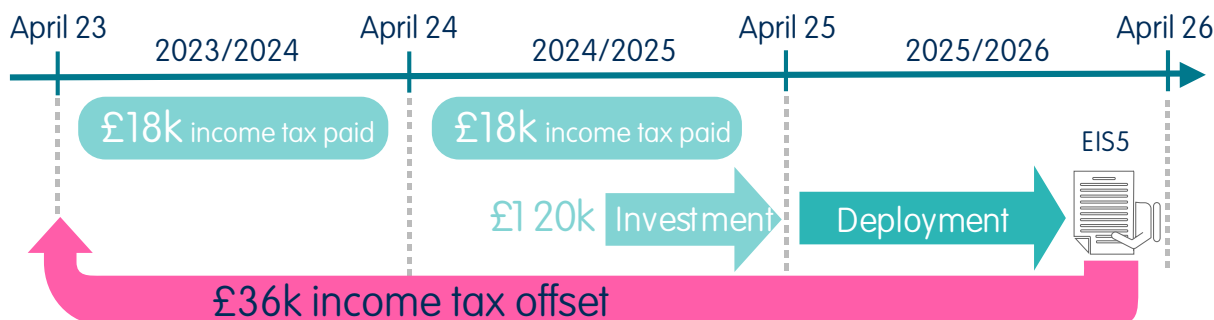 April 23
April 24
April 25
April 26
2023/2024
2024/2025
2025/2026
£18k income tax paid
£18k income tax paid
EIS5
£120k
Investment
Deployment
£36k income tax offset